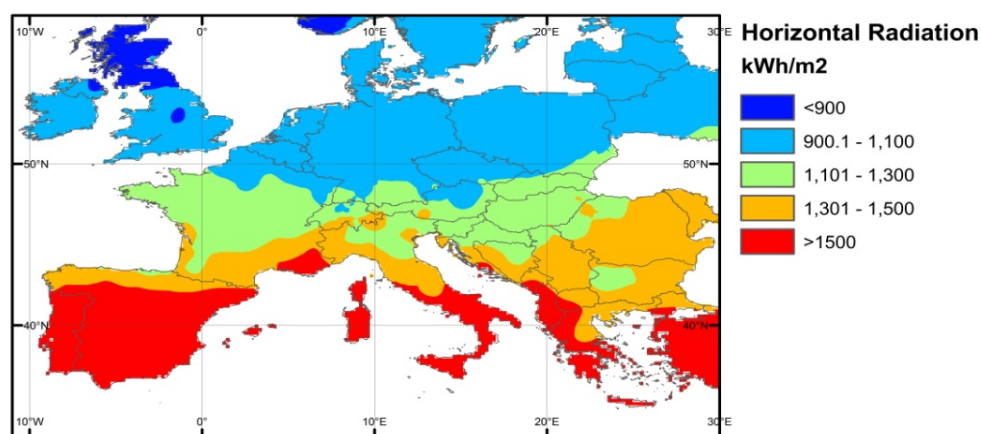 10°W 0° 10°E 20°E 30°E
50°N 50°N
40°N 40°N
10°W 0° 10°E 20°E 30°E
Horizontal Radiation
kWh/m2
<900
900.1 - 1,100
1,101 - 1,300
1,301 - 1,500
>1500